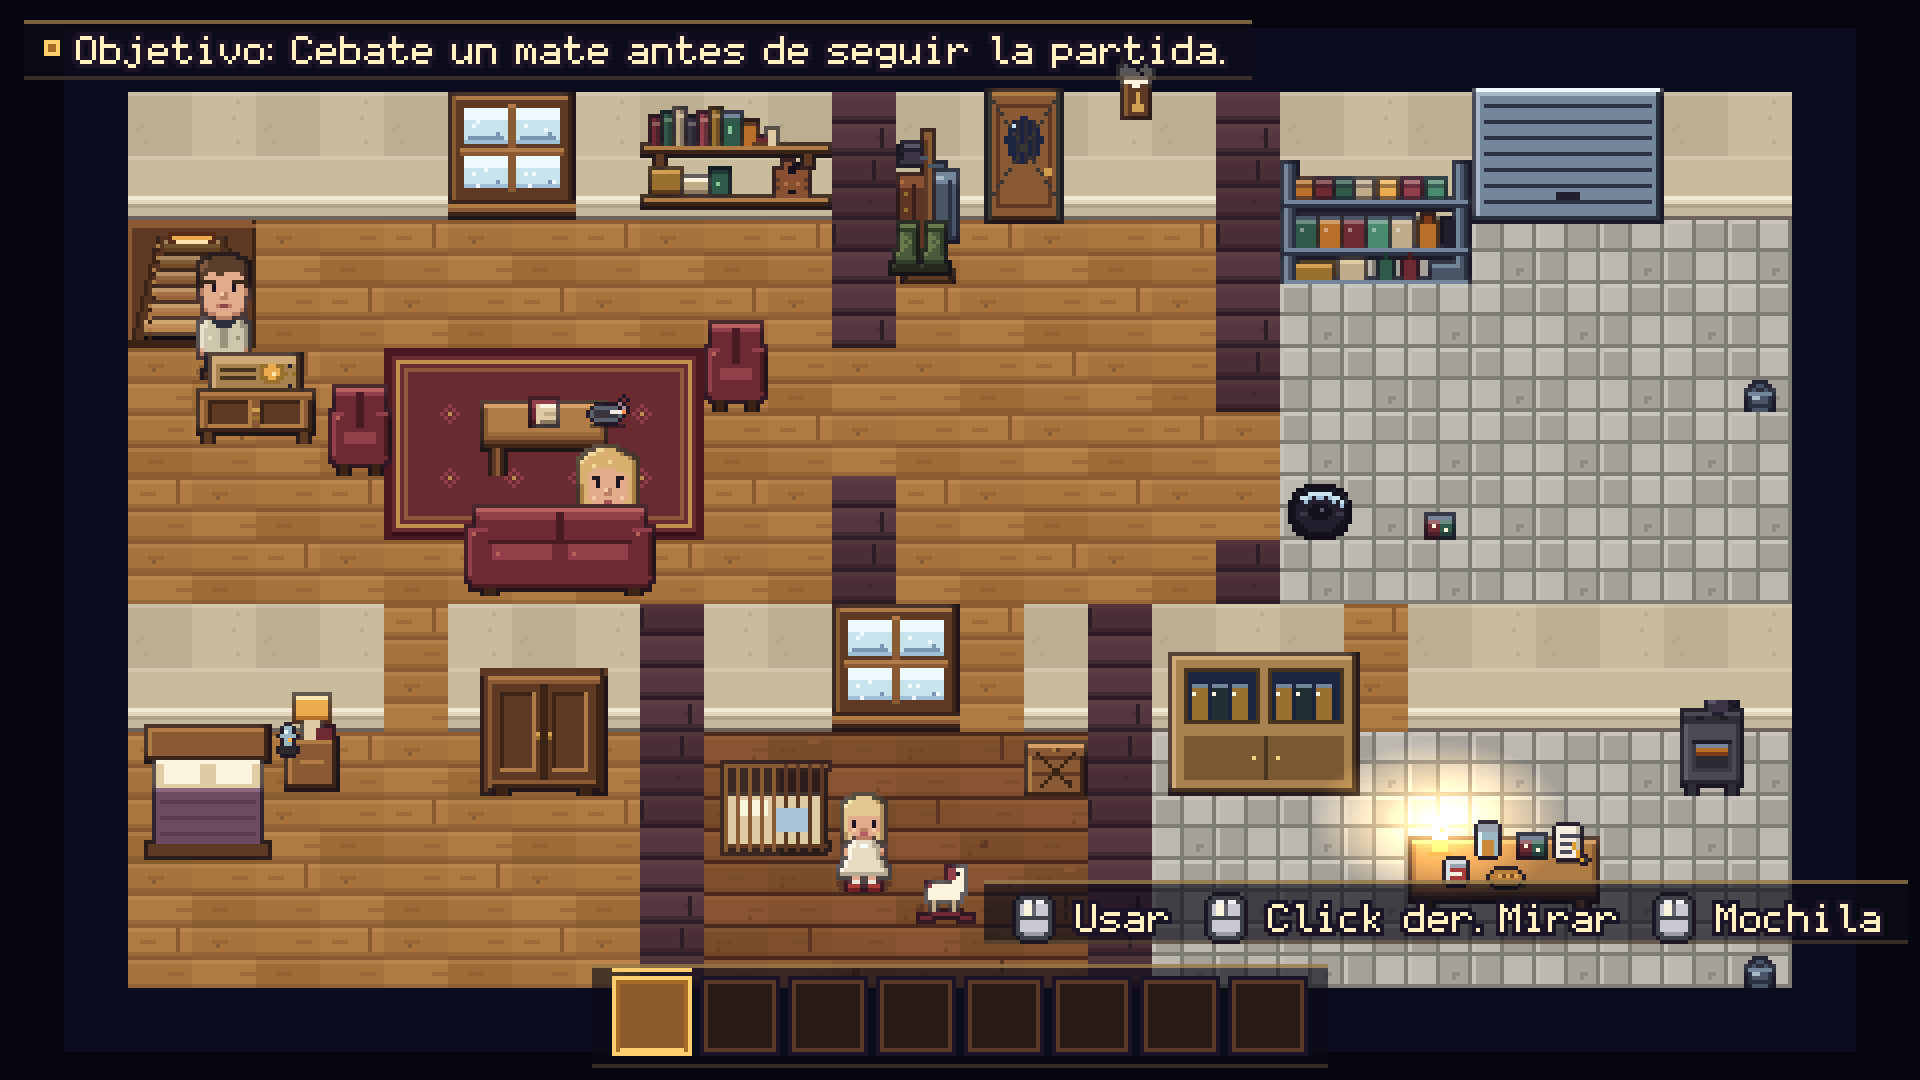 Objetivo: Cebate un mate antes de seguir la partida.
Usar Click der. Mirar Mochila